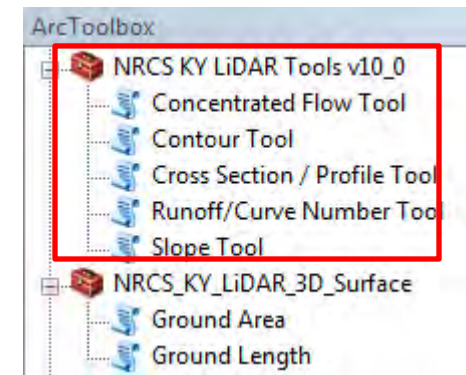 ArcToolbox
NRCS KY LiDAR Tools v10_0
Concentrated Flow Tool
Contour Tool
Cross Section / Profile Tool
Runoff/Curve Number Tool
Slope Tool
NRCS_KY_LiDAR_3D_Surface
Ground Area
Ground Length